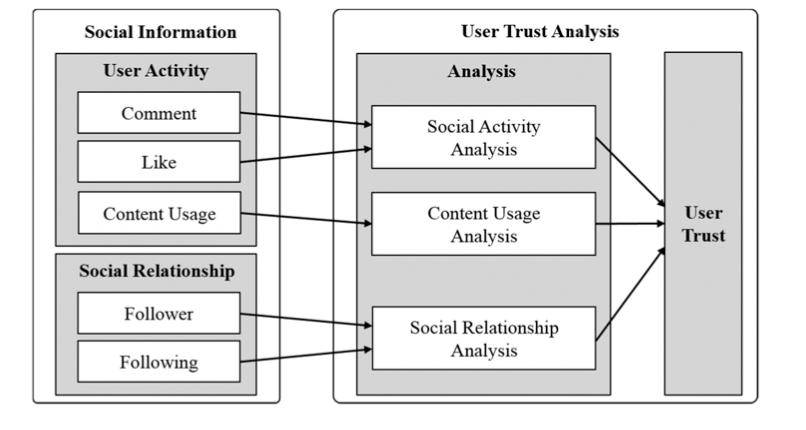 Social Information
User Activity
Comment
Like
Content Usage
Social Relationship
Follower
Following
User Trust Analysis
Analysis
Social Activity
Analysis
Content Usage
Analysis
Social Relationship
Analysis
User
Trust